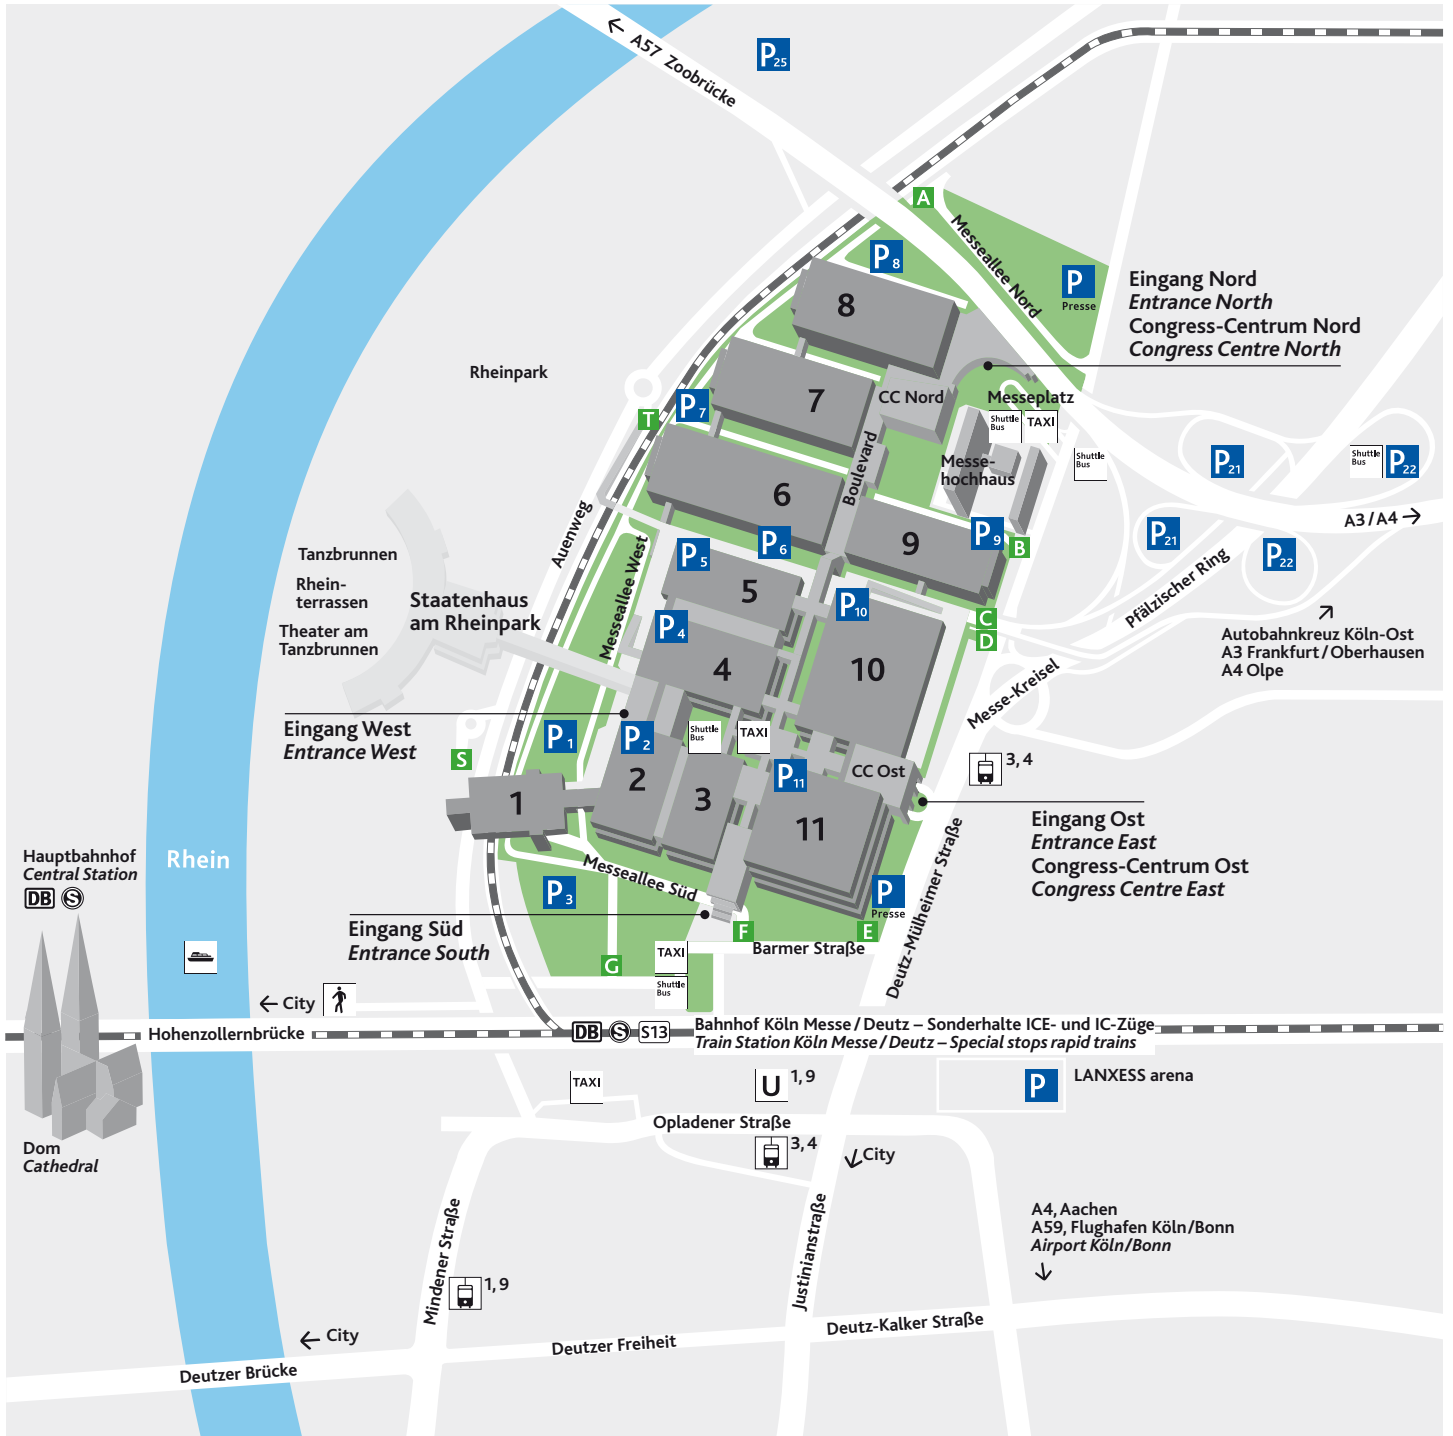 A57 Zoobrücke
P25
A
Messeallee Nord
P8
P
Presse
Eingang Nord
Entrance North
Congress-Centrum Nord
Congress Centre North
8
Rheinpark
7
CC Nord
Messeplatz
P7
T
Shuttle
Bus
TAXI
Shuttle
Bus
P21
Shuttle
Bus
P22
Boulevard
Messe-
hochhaus
6
Auenweg
A3/A4
P21
P22
P6
9
P9
B
Tanzbrunnen
Rhein-
terrassen
Theater am
Tanzbrunnen
Staatenhaus
am Rheinpark
Messeallee West
P5
5
P10
P4
C
D
Pfälzischer Ring
Autobahnkreuz Köln-Ost
A3 Frankfurt/Oberhausen
A4 Olpe
4
10
Messe-Kreisel
Eingang West
Entrance West
P1
P2
Shuttle
Bus
TAXI
S
3, 4
CC Ost
P11
1
2
3
11
Eingang Ost
Entrance East
Congress-Centrum Ost
Congress Centre East
Hauptbahnhof
Central Station
DB S
Rhein
Messeallee Süd
P3
P
Presse
Deutz-Mülheimer Straße
Eingang Süd
Entrance South
F
E
Barmer Straße
G
TAXI
Shuttle
Bus
City
Hohenzollernbrücke
DB S S13
Bahnhof Köln Messe/Deutz – Sonderhalte ICE- und IC-Züge
Train Station Köln Messe/Deutz – Special stops rapid trains
TAXI
U 1, 9
P
LANXESS arena
Opladener Straße
3, 4
City
Dom
Cathedral
Mindener Straße
Justinianstraße
A4, Aachen
A59, Flughafen Köln/Bonn
Airport Köln/Bonn
1, 9
City
Deutzer Brücke
Deutzer Freiheit
Deutz-Kalker Straße